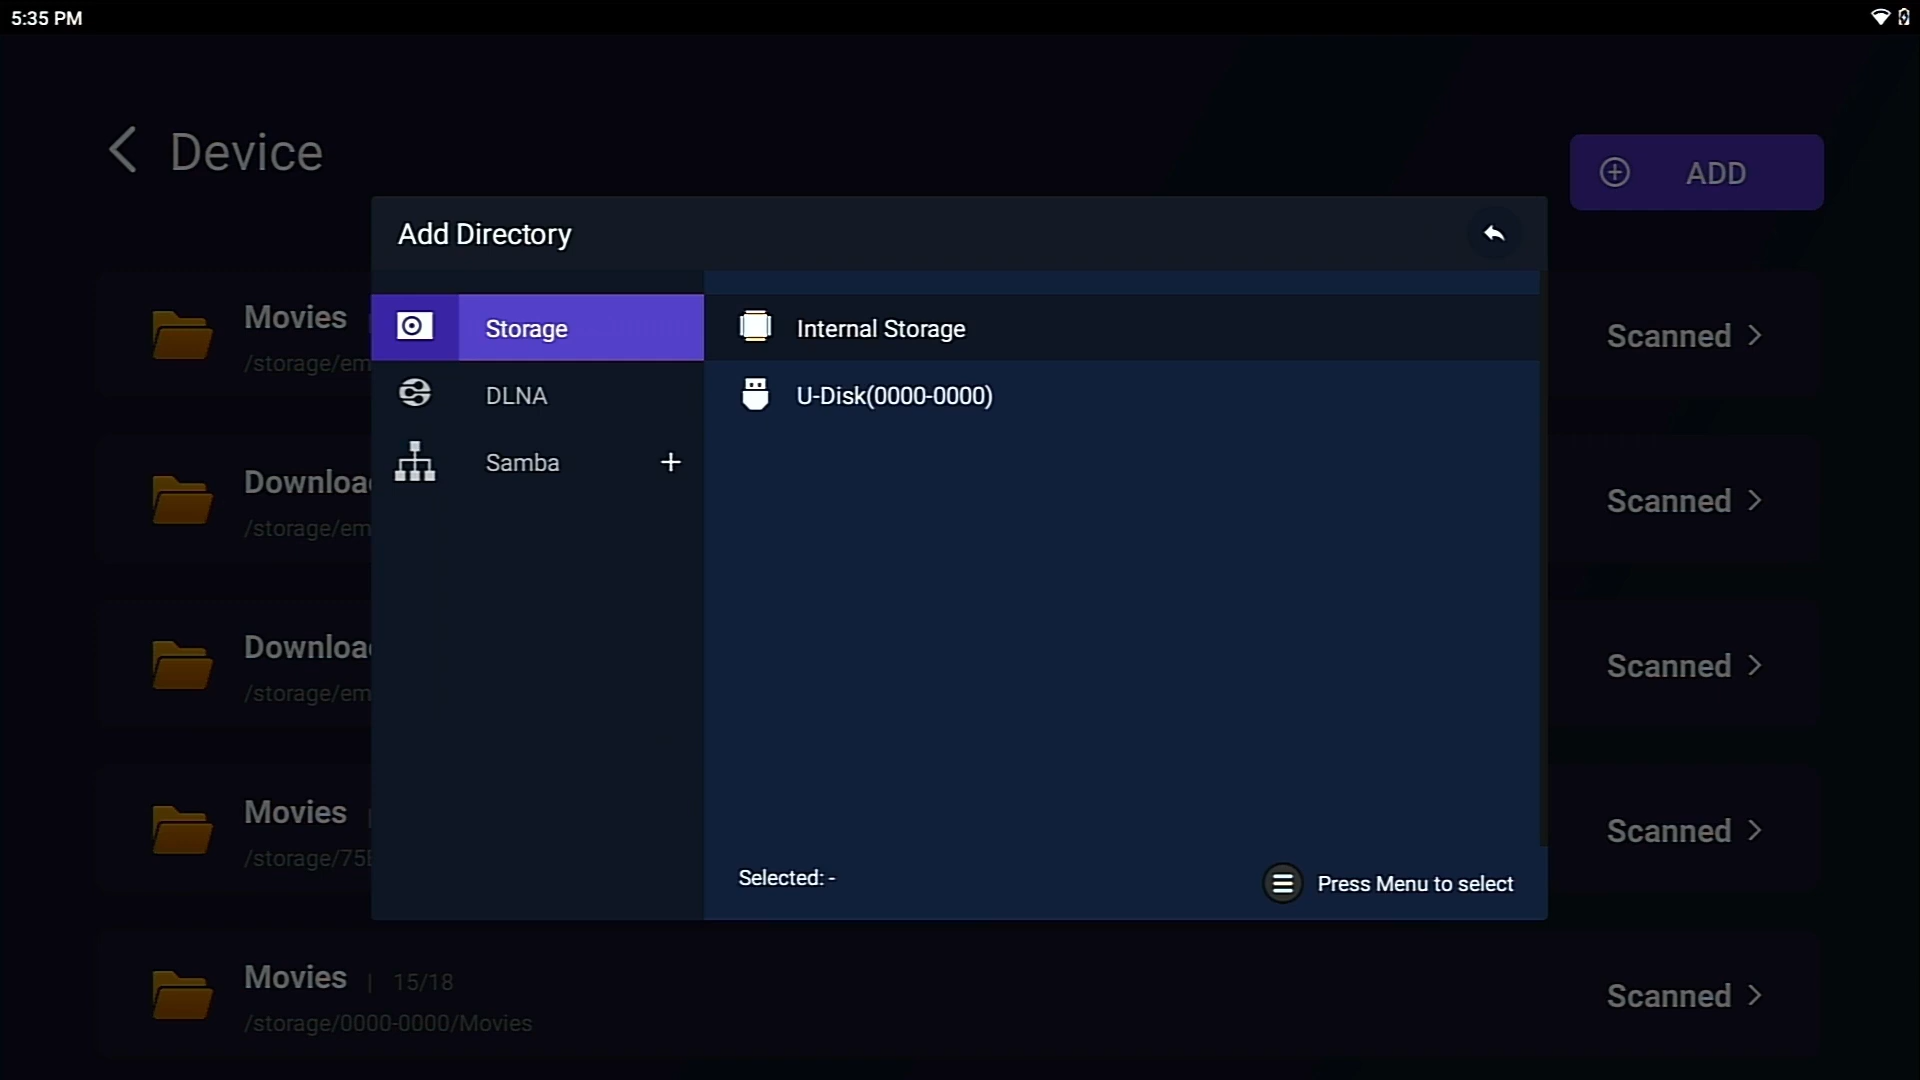 5:35 PM
Device
ADD
Add Directory
Storage
DLNA
Samba
Internal Storage
U-Disk(0000-0000)
Selected: -
Press Menu to select
Movies
/storage/em
Scanned
Downloa
/storage/em
Scanned
Downloa
/storage/em
Scanned
Movies
/storage/75
Scanned
Movies | 15/18
/storage/0000-0000/Movies
Scanned